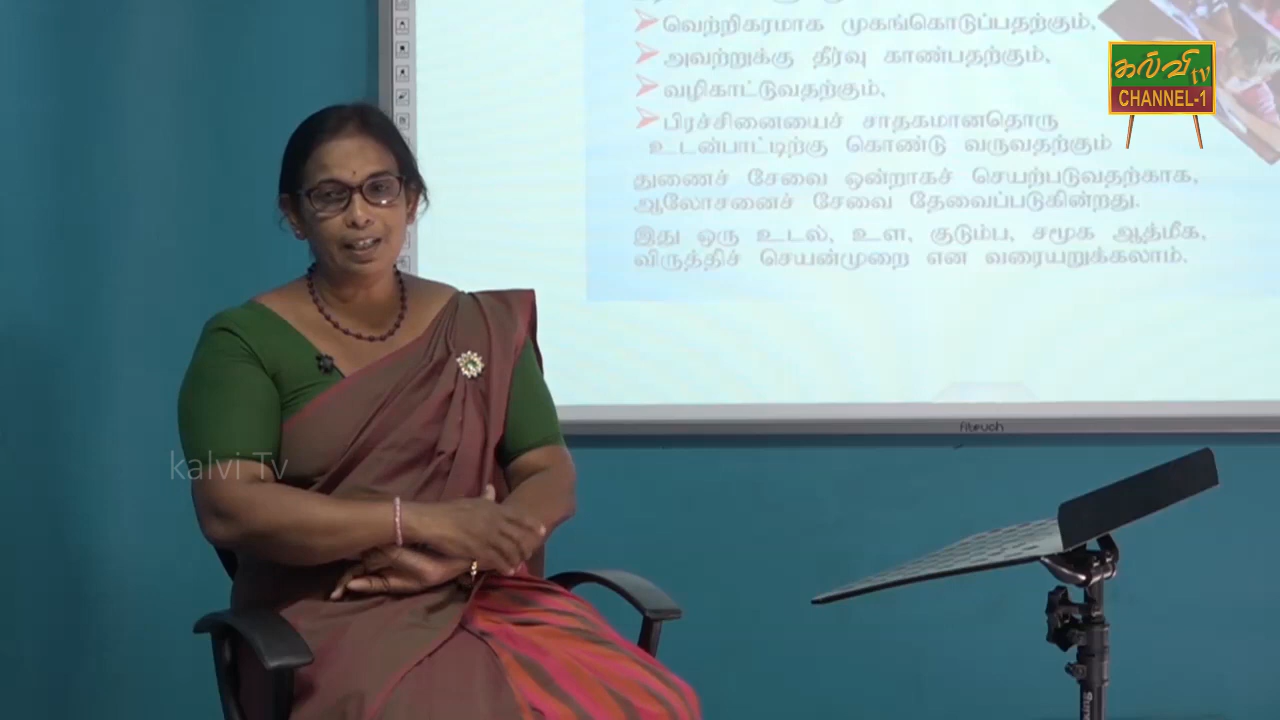 வெற்றிகரமாக முகங்கொடுப்பதற்கும்,
அவற்றுக்கு தீர்வு காண்பதற்கும்,
வழிகாட்டுவதற்கும்,
பிரச்சினையைச் சாதகமானதொரு
உடன்பாட்டிற்கு கொண்டு வருவதற்கும்
துணைச் சேவை ஒன்றாகச் செயற்படுவதற்காக,
ஆலோசனைச் சேவை தேவைப்படுகின்றது.
இது ஒரு உடல், உள, குடும்ப, சமூக ஆத்மீக,
விருத்திச் செயன்முறை என வரையறுக்கலாம்.
கல்வி tv
CHANNEL-1
kalvi Tv